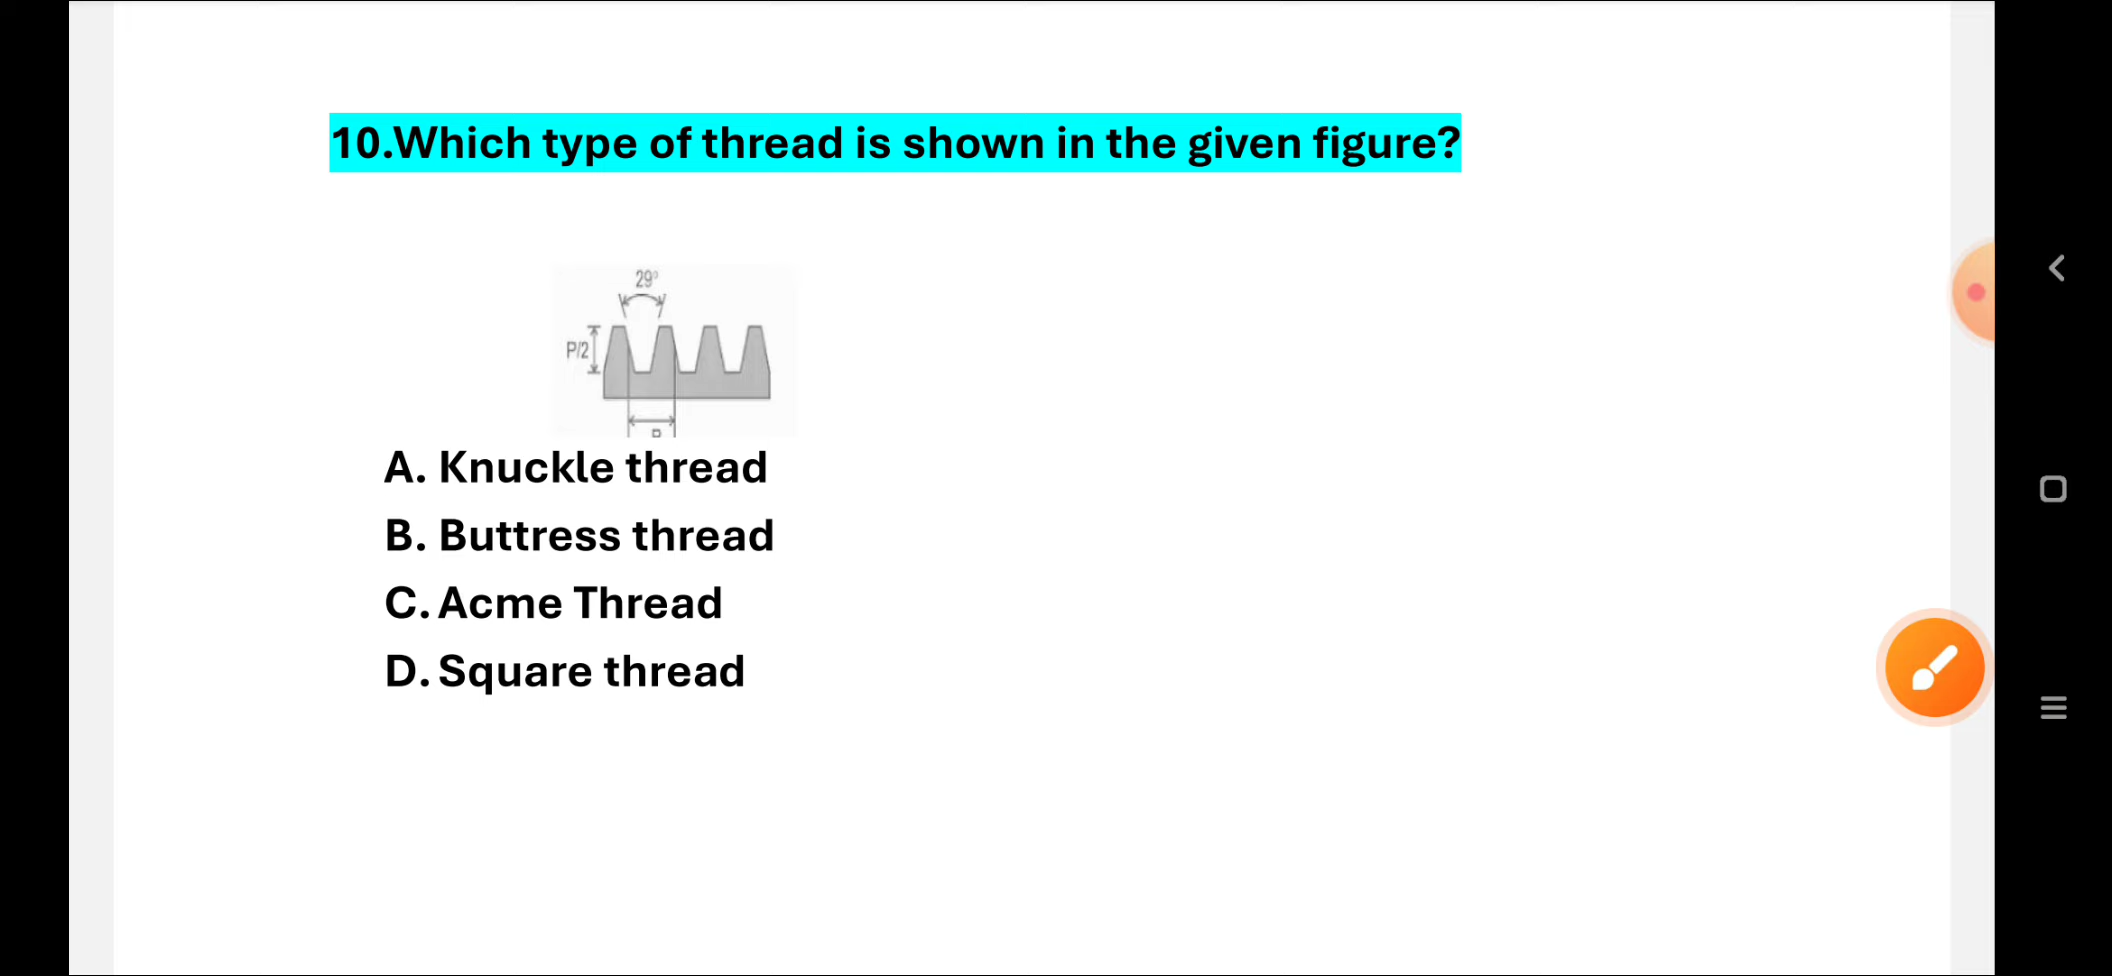 10.Which type of thread is shown in the given figure?
29°
P/2
A. Knuckle thread
B. Buttress thread
C. Acme Thread
D. Square thread